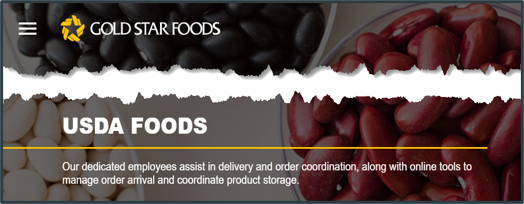 GOLD STAR FOODS
USDA FOODS
Our dedicated employees assist in delivery and order coordination, along with online tools to
manage order arrival and coordinate product storage.